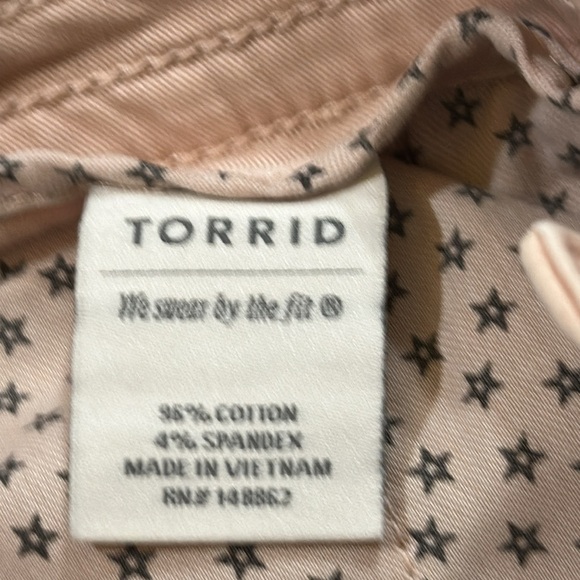 TORRID
We swear by the fit ®
96% COTTON
4% SPANDEX
MADE IN VIETNAM
RN# 148862